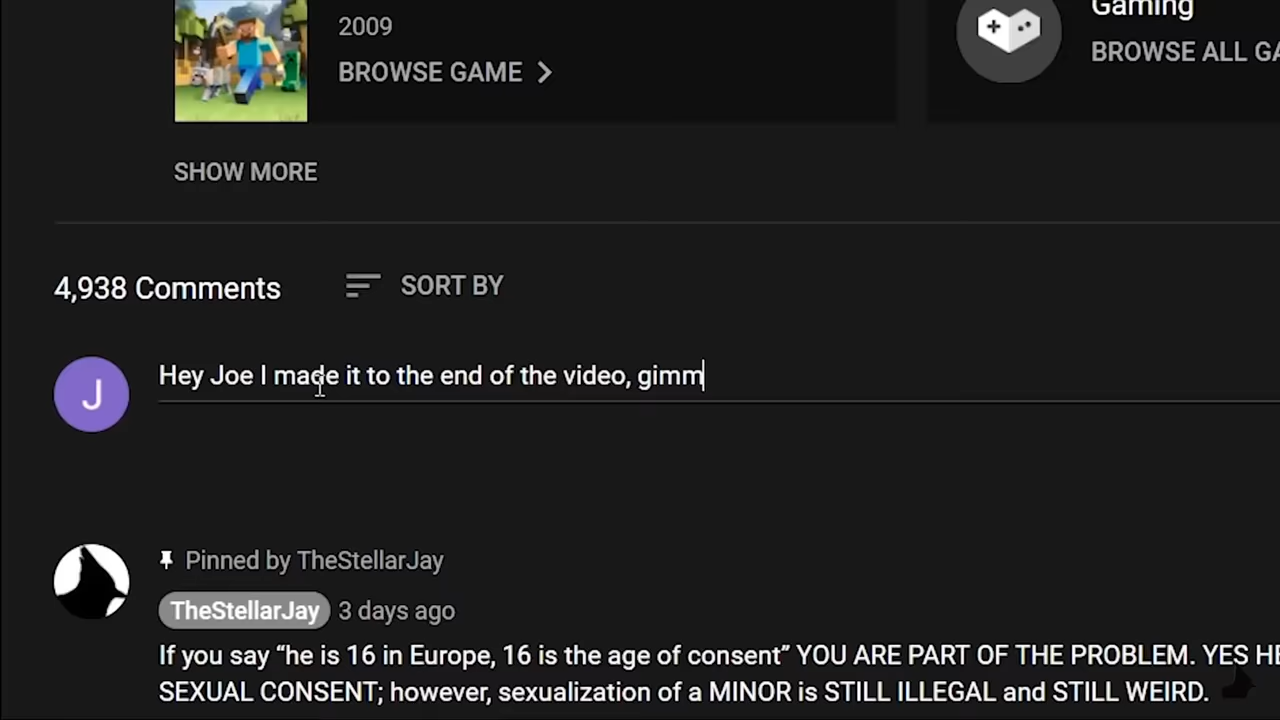 Gaming
2009
BROWSE GAME
BROWSE ALL
SHOW MORE
4,938 Comments
SORT BY
J
Hey Joe I made it to the end of the video, gimm
Pinned by TheStellarJay
TheStellarJay 3 days ago
If you say “he is 16 in Europe, 16 is the age of consent” YOU ARE PART OF THE PROBLEM. YES
SEXUAL CONSENT; however, sexualization of a MINOR is STILL ILLEGAL and STILL WEIRD.